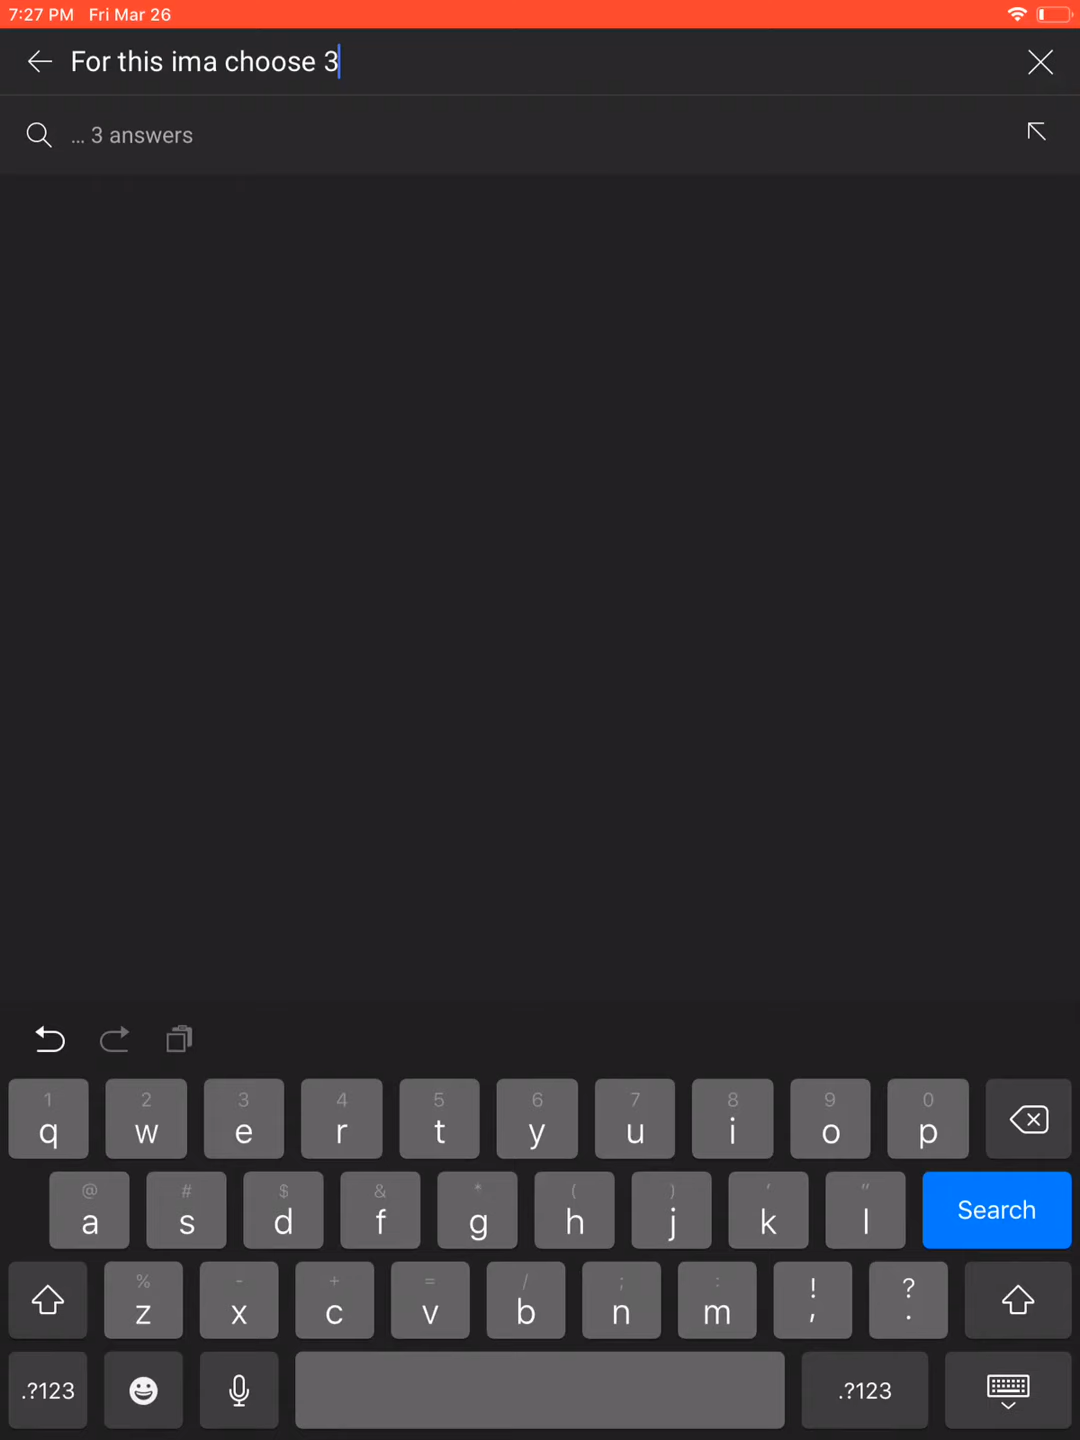 7:27 PM Fri Mar 26
For this ima choose 3
... 3 answers
1 2 3 4 5 6 7 8 9 0
q w e r t y u i o p
@ # $ & * ( ) ' "
a s d f g h j k l Search
% - + = / ; : ! ?
z x c v b n m , .
.?123 .?123